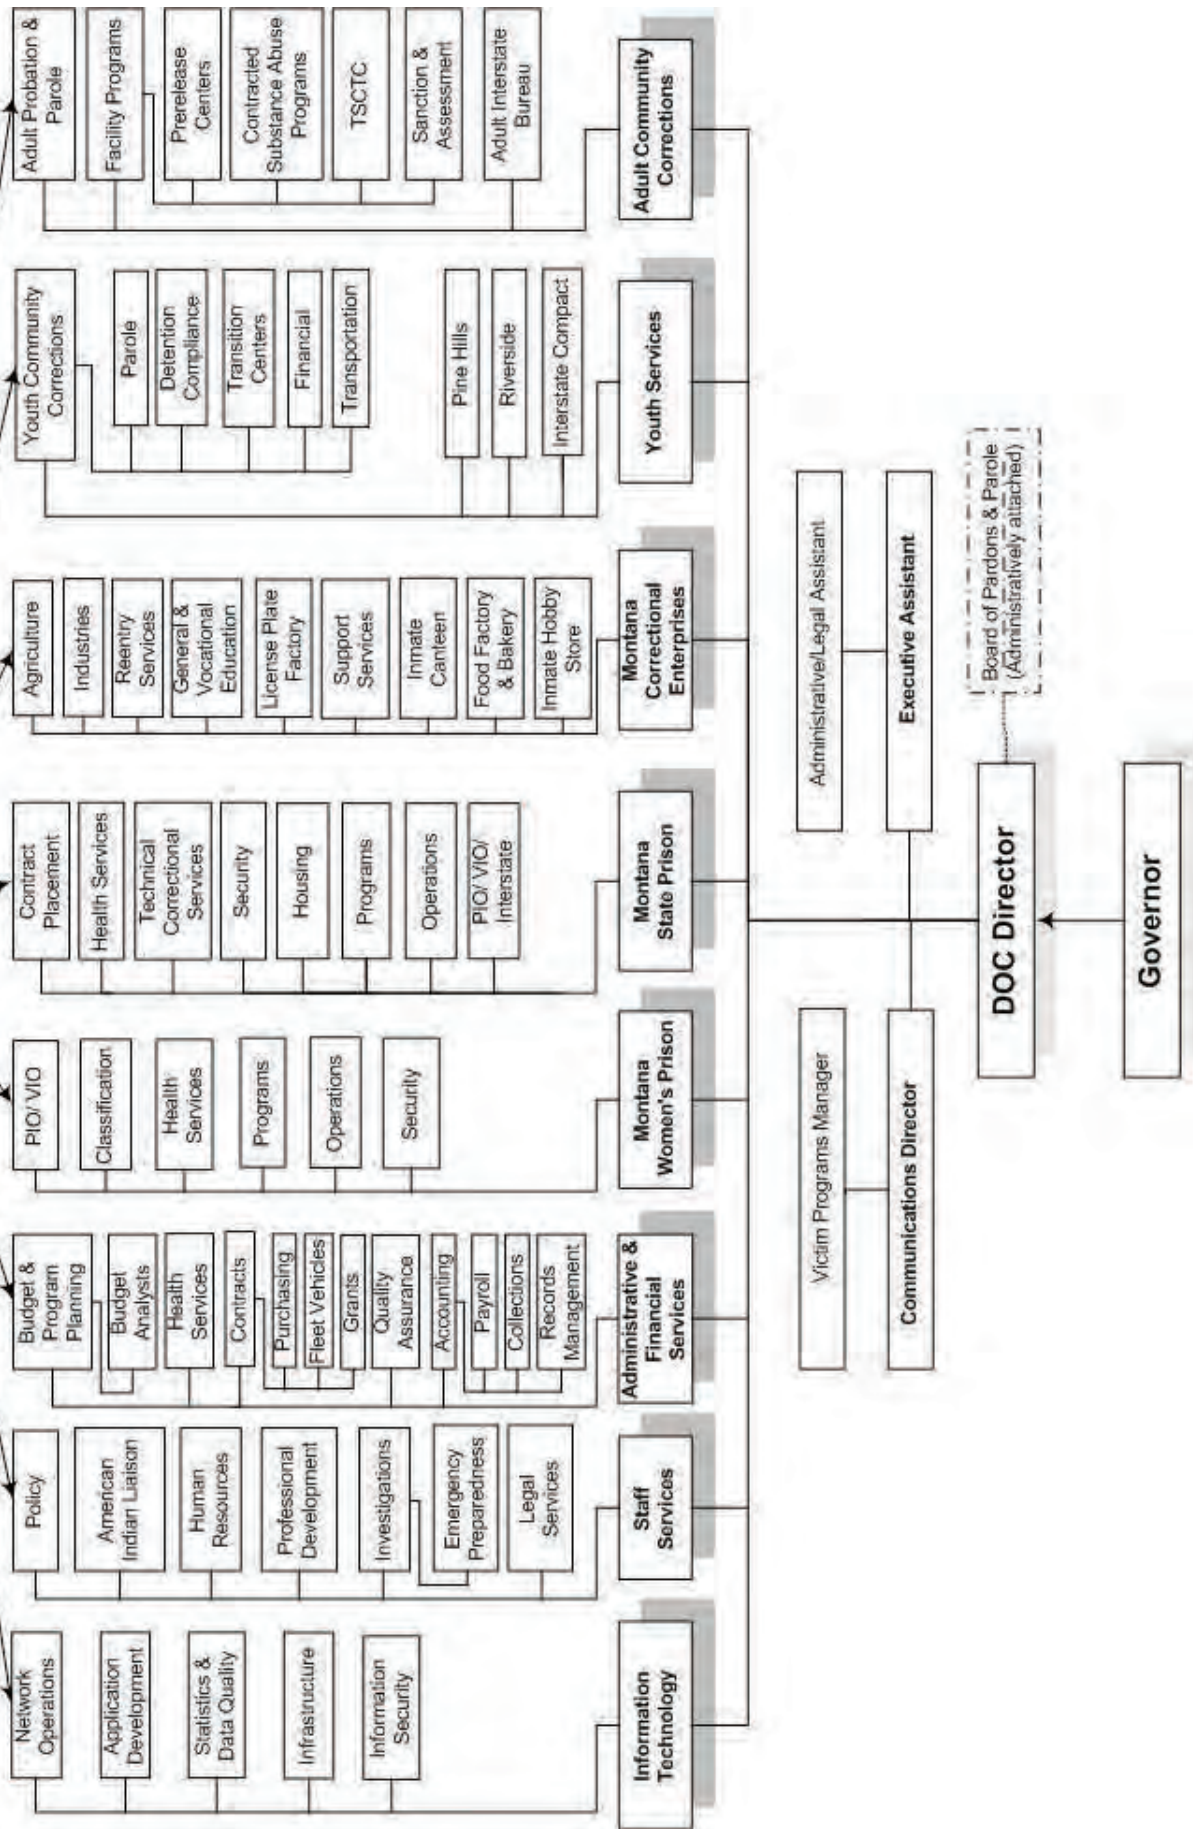 Adult Probation &
Parole
Facility Programs
Prerelease
Centers
Contracted
Substance Abuse
Programs
TSCTC
Sanction &
Assessment
Adult Interstate
Bureau
Adult Community
Corrections
Youth Community
Corrections
Parole
Detention
Compliance
Transition
Centers
Financial
Transportation
Pine Hills
Riverside
Interstate Compact
Youth Services
Agriculture
Industries
Reentry
Services
General &
Vocational
Education
License Plate
Factory
Support
Services
Inmate
Canteen
Food Factory
& Bakery
Inmate Hobby
Store
Montana
Correctional
Enterprises
Contract
Placement
Health Services
Technical
Correctional
Services
Security
Housing
Programs
Operations
PIO/ VIO/
Interstate
Montana
State Prison
PIO/ VIO
Classification
Health
Services
Programs
Operations
Security
Montana
Women's Prison
Budget &
Program
Planning
Budget
Analysts
Health
Services
Contracts
Purchasing
Fleet Vehicles
Grants
Quality
Assurance
Accounting
Payroll
Collections
Records
Management
Administrative &
Financial
Services
Policy
American
Indian Liaison
Human
Resources
Professional
Development
Investigations
Emergency
Preparedness
Legal
Services
Staff
Services
Network
Operations
Application
Development
Statistics &
Data Quality
Infrastructure
Information
Security
Information
Technology
Administrative/Legal Assistant
Executive Assistant
Victim Programs Manager
Communications Director
Board of Pardons & Parole
(Administratively attached)
DOC Director
Governor